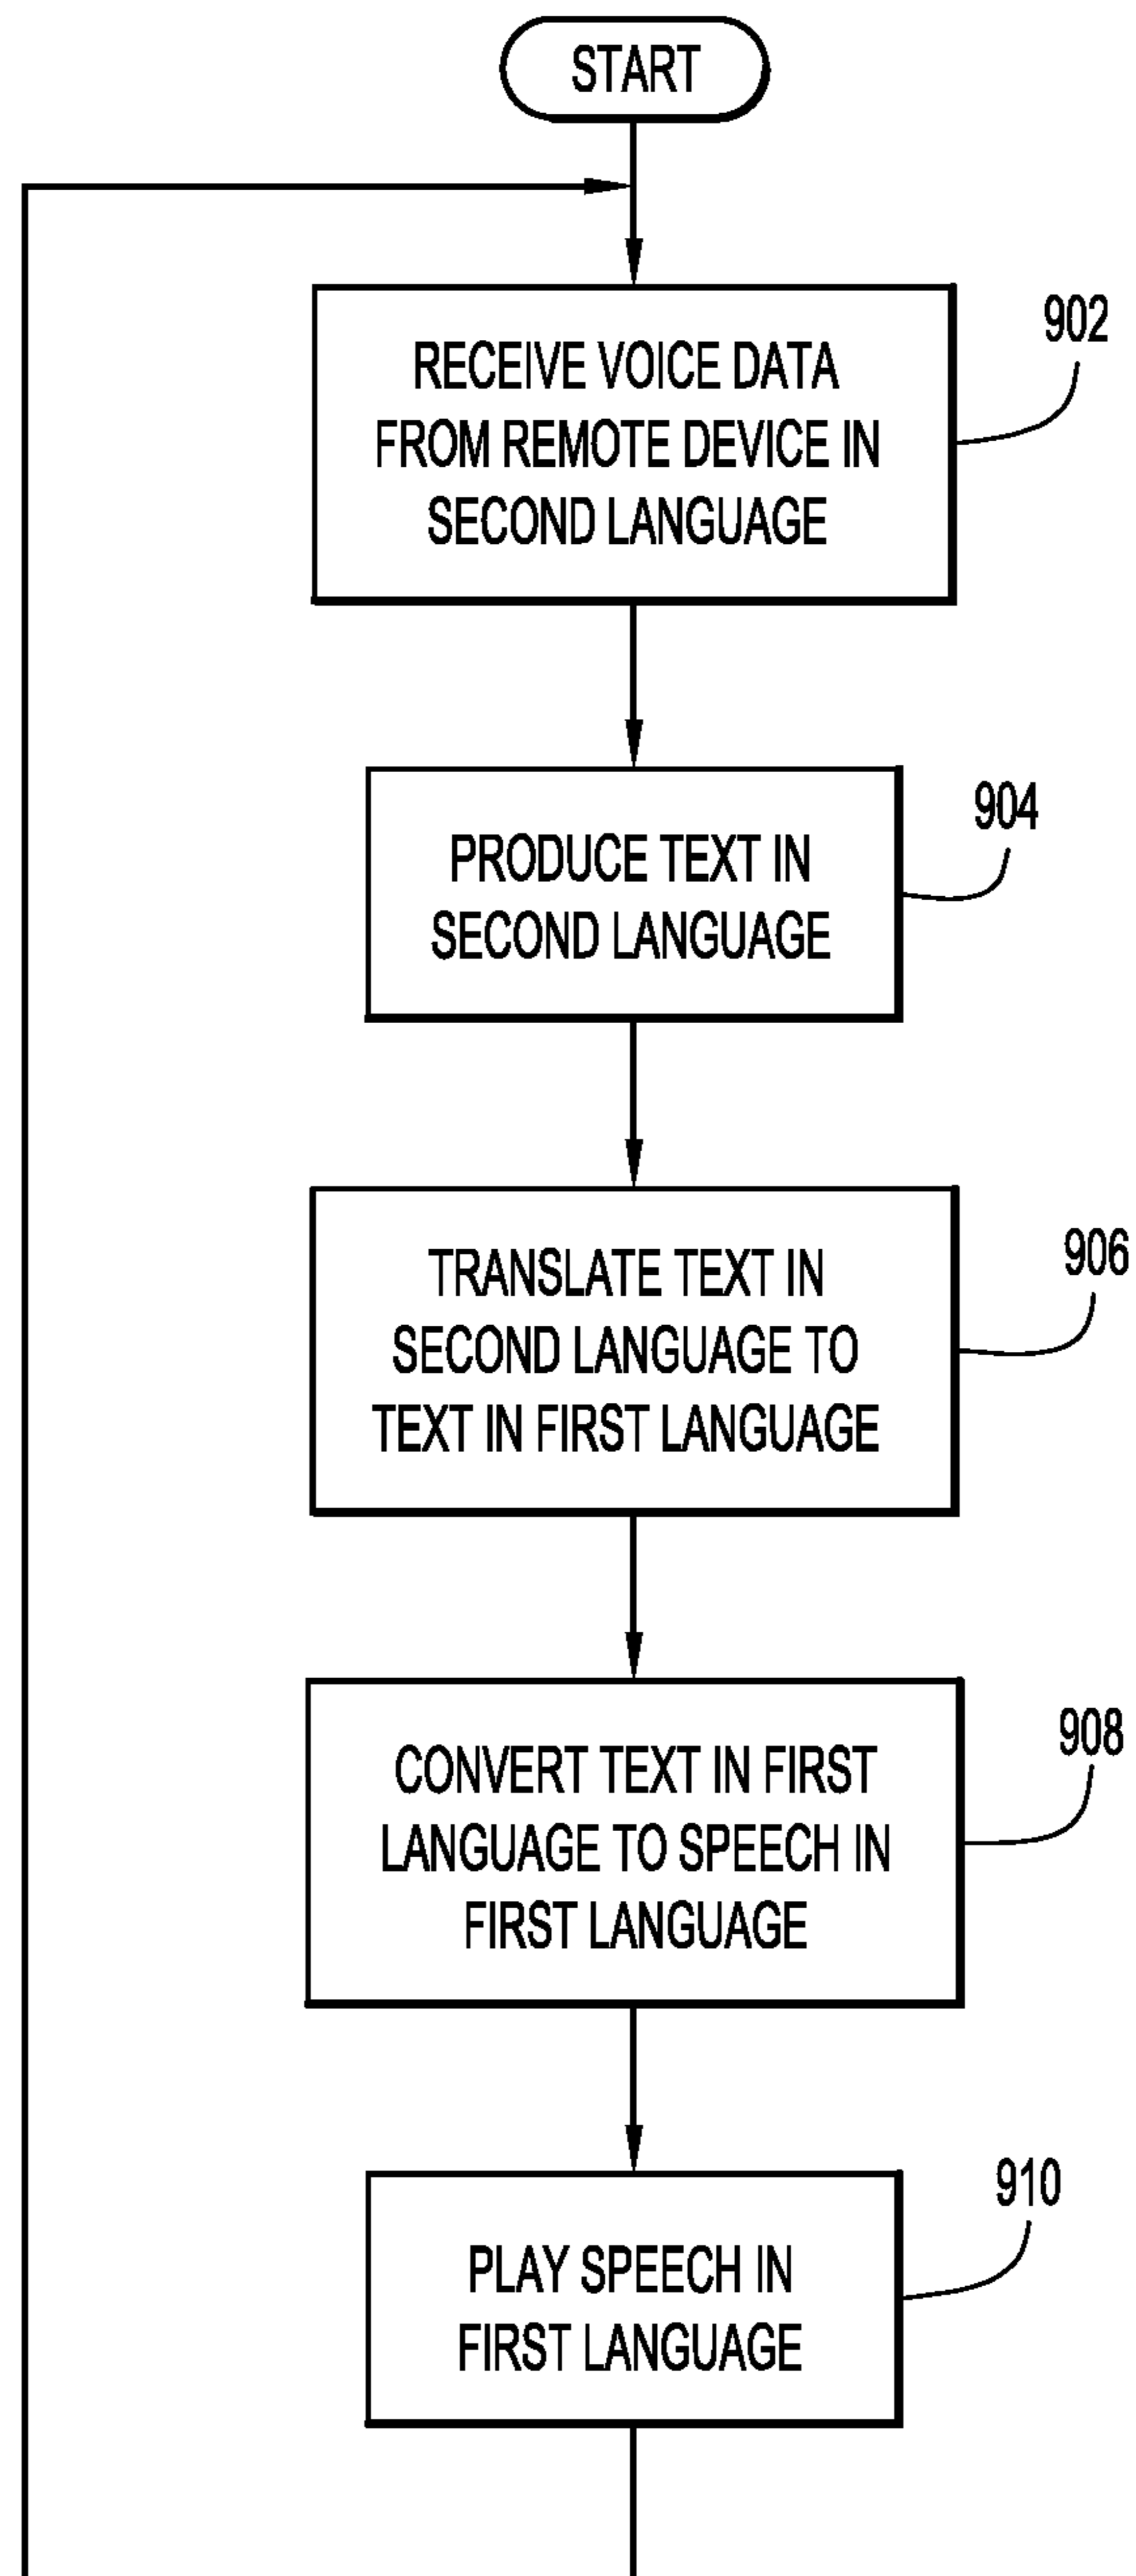 START
RECEIVE VOICE DATA
FROM REMOTE DEVICE IN
SECOND LANGUAGE
902
PRODUCE TEXT IN
SECOND LANGUAGE
904
TRANSLATE TEXT IN
SECOND LANGUAGE TO
TEXT IN FIRST LANGUAGE
906
CONVERT TEXT IN FIRST
LANGUAGE TO SPEECH IN
FIRST LANGUAGE
908
PLAY SPEECH IN
FIRST LANGUAGE
910